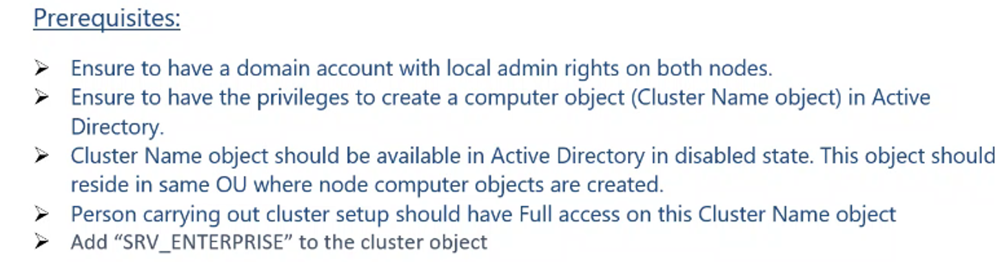 Prerequisites:
➢ Ensure to have a domain account with local admin rights on both nodes.
➢ Ensure to have the privileges to create a computer object (Cluster Name object) in Active
Directory.
➢ Cluster Name object should be available in Active Directory in disabled state. This object should
reside in same OU where node computer objects are created.
➢ Person carrying out cluster setup should have Full access on this Cluster Name object
➢ Add “SRV_ENTERPRISE” to the cluster object